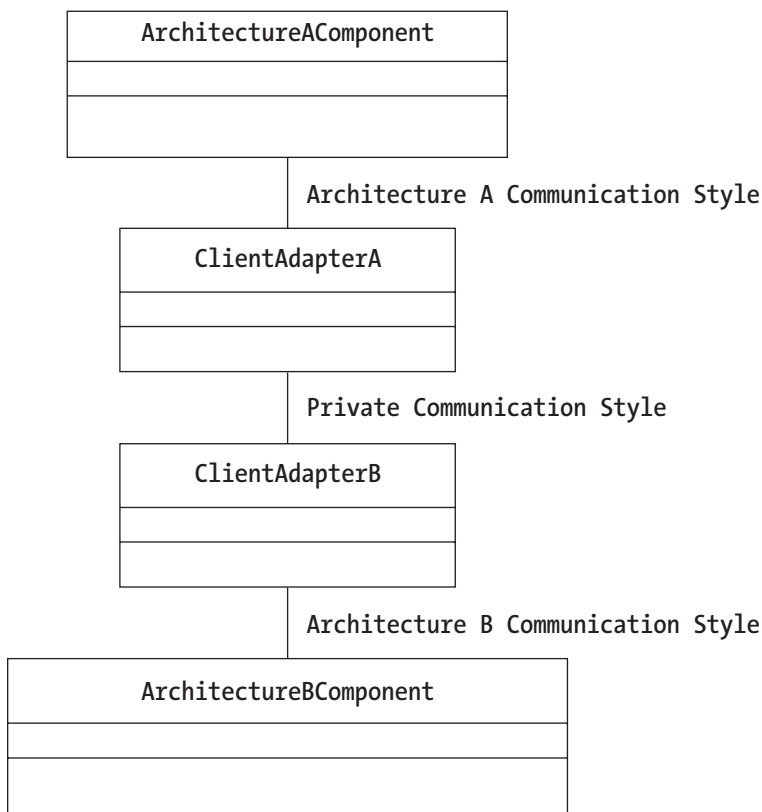 ArchitectureAComponent
Architecture A Communication Style
ClientAdapterA
Private Communication Style
ClientAdapterB
Architecture B Communication Style
ArchitectureBComponent